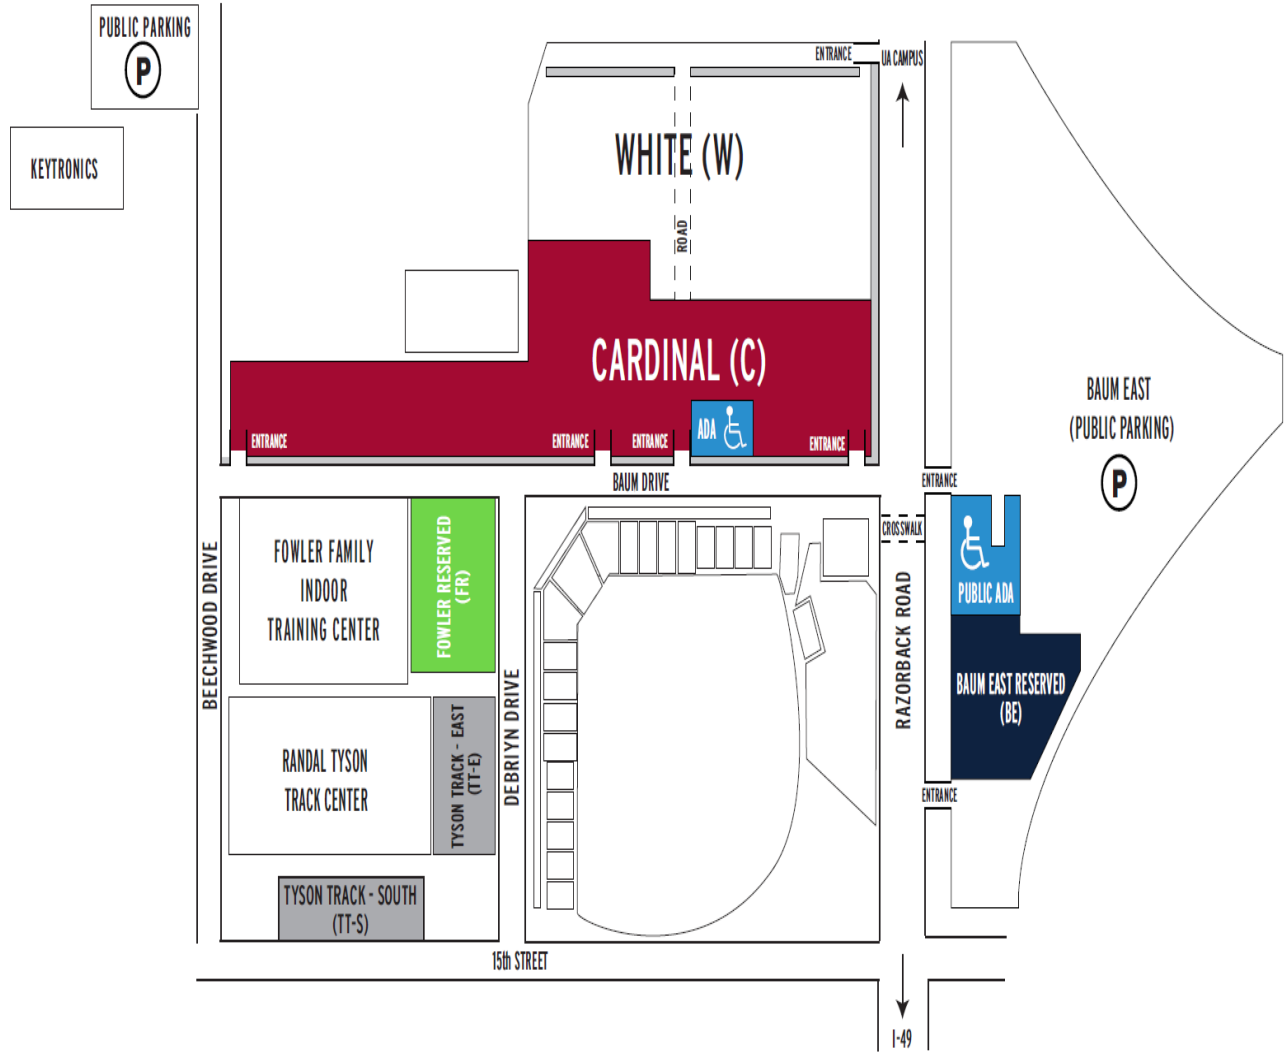 PUBLIC PARKING
P
KEYTRONICS
ENTRANCE
UA CAMPUS
WHITE (W)
ROAD
CARDINAL (C)
ADA
ENTRANCE
ENTRANCE
ENTRANCE
ENTRANCE
BAUM DRIVE
BAUM EAST
(PUBLIC PARKING)
P
ENTRANCE
CROSSWALK
PUBLIC ADA
BAUM EAST RESERVED
(BE)
ENTRANCE
RAZORBACK ROAD
BEECHWOOD DRIVE
FOWLER FAMILY
INDOOR
TRAINING CENTER
FOWLER RESERVED
(FR)
RANDAL TYSON
TRACK CENTER
TYSON TRACK - EAST
(TT-E)
DEBRIYN DRIVE
TYSON TRACK - SOUTH
(TT-S)
15th STREET
I-49